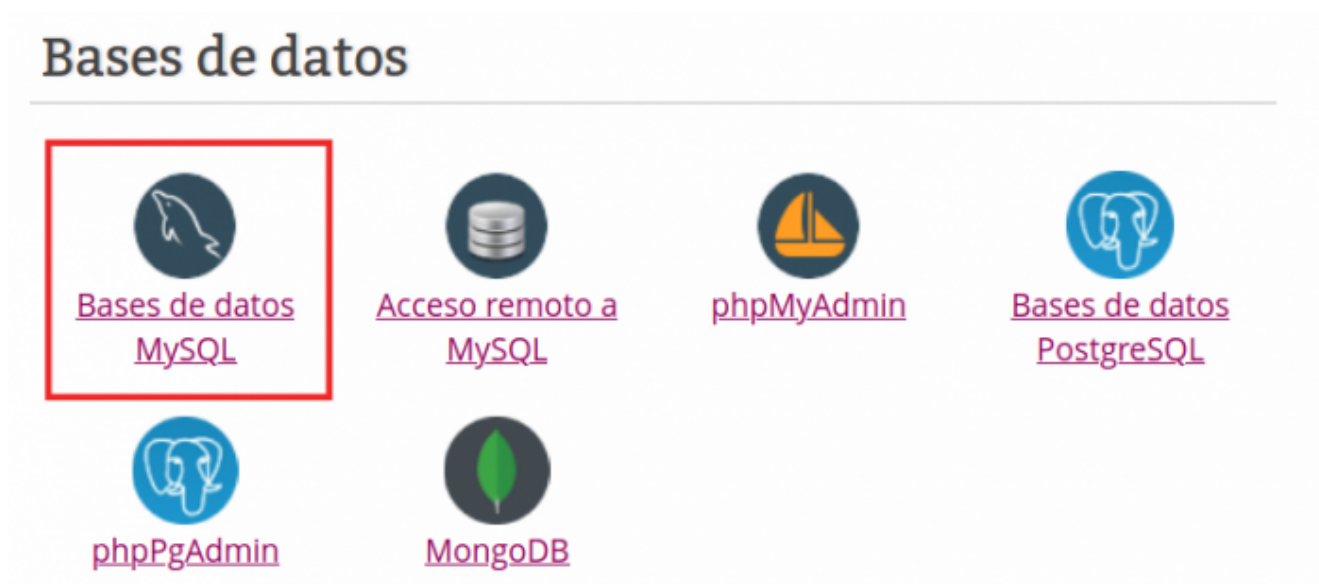 Bases de datos
Bases de datos
MySQL
Acceso remoto a
MySQL
phpMyAdmin
Bases de datos
PostgreSQL
phpPgAdmin
MongoDB